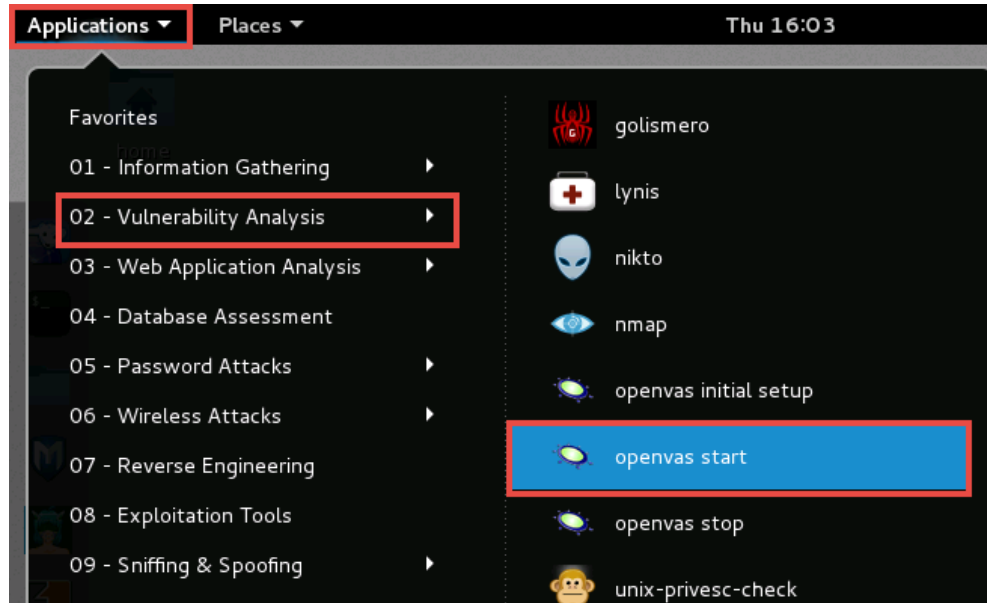 Applications Places Thu 16:03
Favorites
home
01 - Information Gathering
02 - Vulnerability Analysis
03 - Web Application Analysis
04 - Database Assessment
05 - Password Attacks
06 - Wireless Attacks
07 - Reverse Engineering
08 - Exploitation Tools
09 - Sniffing & Spoofing
G
golismero
lynis
nikto
nmap
openvas initial setup
openvas start
openvas stop
unix-privesc-check